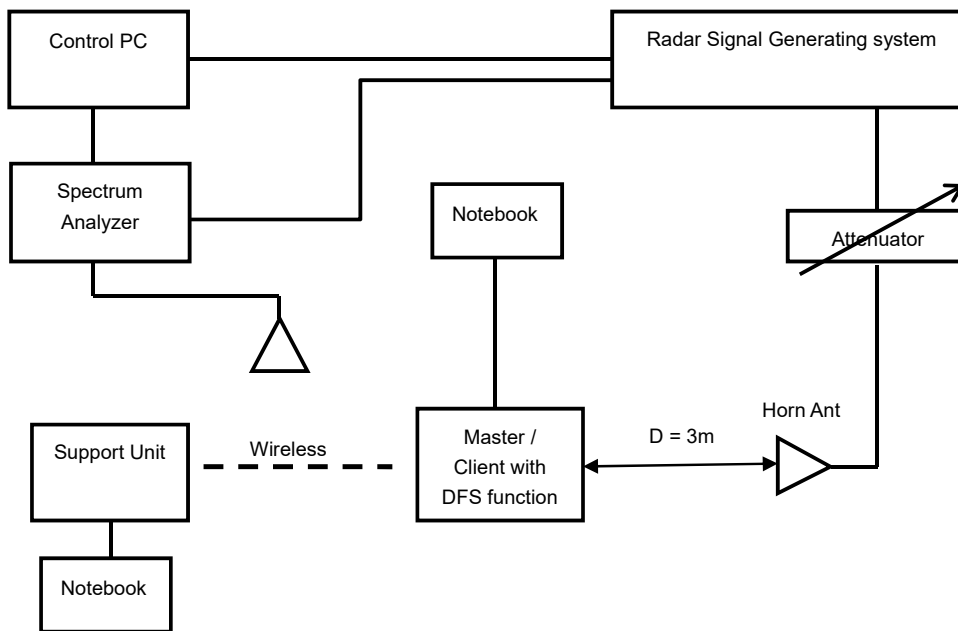 Control PC
Radar Signal Generating system
Spectrum
Analyzer
Notebook
Attenuator
Horn Ant
Support Unit
Wireless
Master /
Client with
DFS function
D = 3m
Notebook